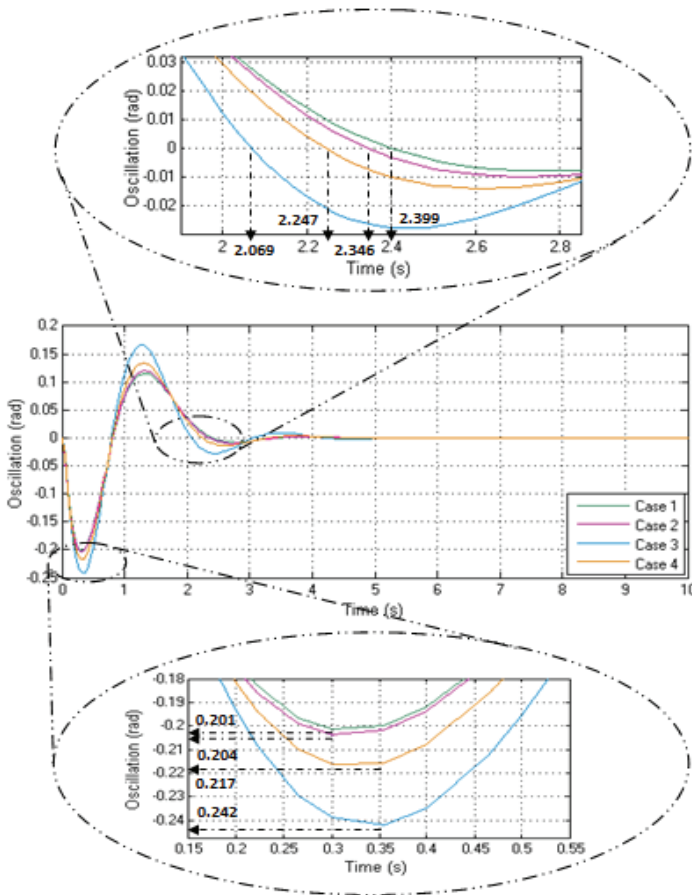 0.03
0.02
0.01
0
-0.01
-0.02
Oscillation (rad)
2 2.2 2.4 2.6 2.8
2.069
2.247
2.346
2.399
Time (s)
0.2
0.15
0.1
0.05
0
-0.05
-0.1
-0.15
-0.2
-0.25
Oscillation (rad)
Case 1
Case 2
Case 3
Case 4
0 1 2 3 4 5 6 7 8 9 10
Time (s)
-0.18
-0.19
-0.2
-0.21
-0.22
-0.23
-0.24
Oscillation (rad)
0.201
0.204
0.217
0.242
0.15 0.2 0.25 0.3 0.35 0.4 0.45 0.5 0.55
Time (s)